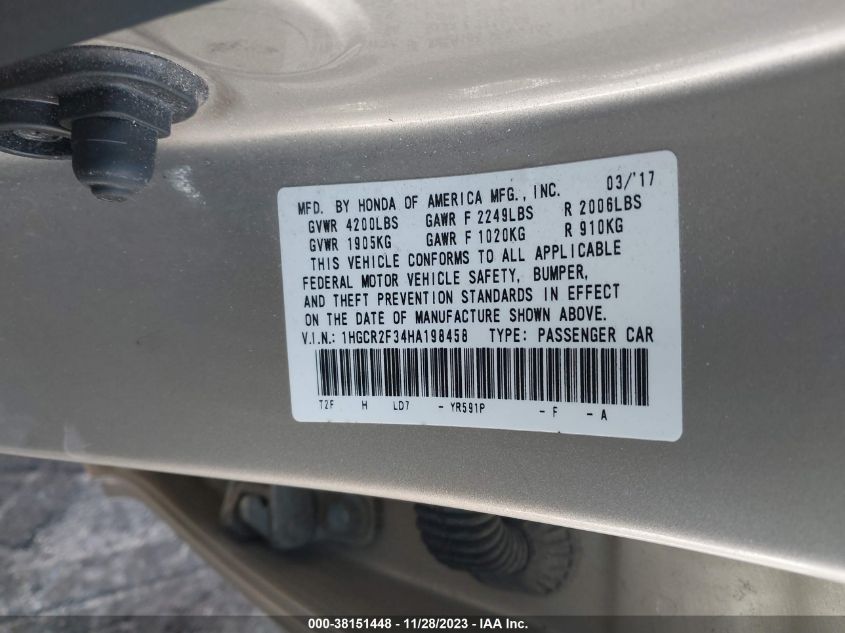 MFD. BY HONDA OF AMERICA MFG., INC. 03/'17
GVWR 4200LBS GAWR F 2249LBS R 2006LBS
GVWR 1905KG GAWR F 1020KG R 910KG
THIS VEHICLE CONFORMS TO ALL APPLICABLE
FEDERAL MOTOR VEHICLE SAFETY, BUMPER,
AND THEFT PREVENTION STANDARDS IN EFFECT
ON THE DATE OF MANUFACTURE SHOWN ABOVE.
V.I.N.: 1HGCR2F34HA198458 TYPE: PASSENGER CAR
T2F H LD7 - YR591P - F - A
000-38151448 - 11/28/2023 - IAA Inc.